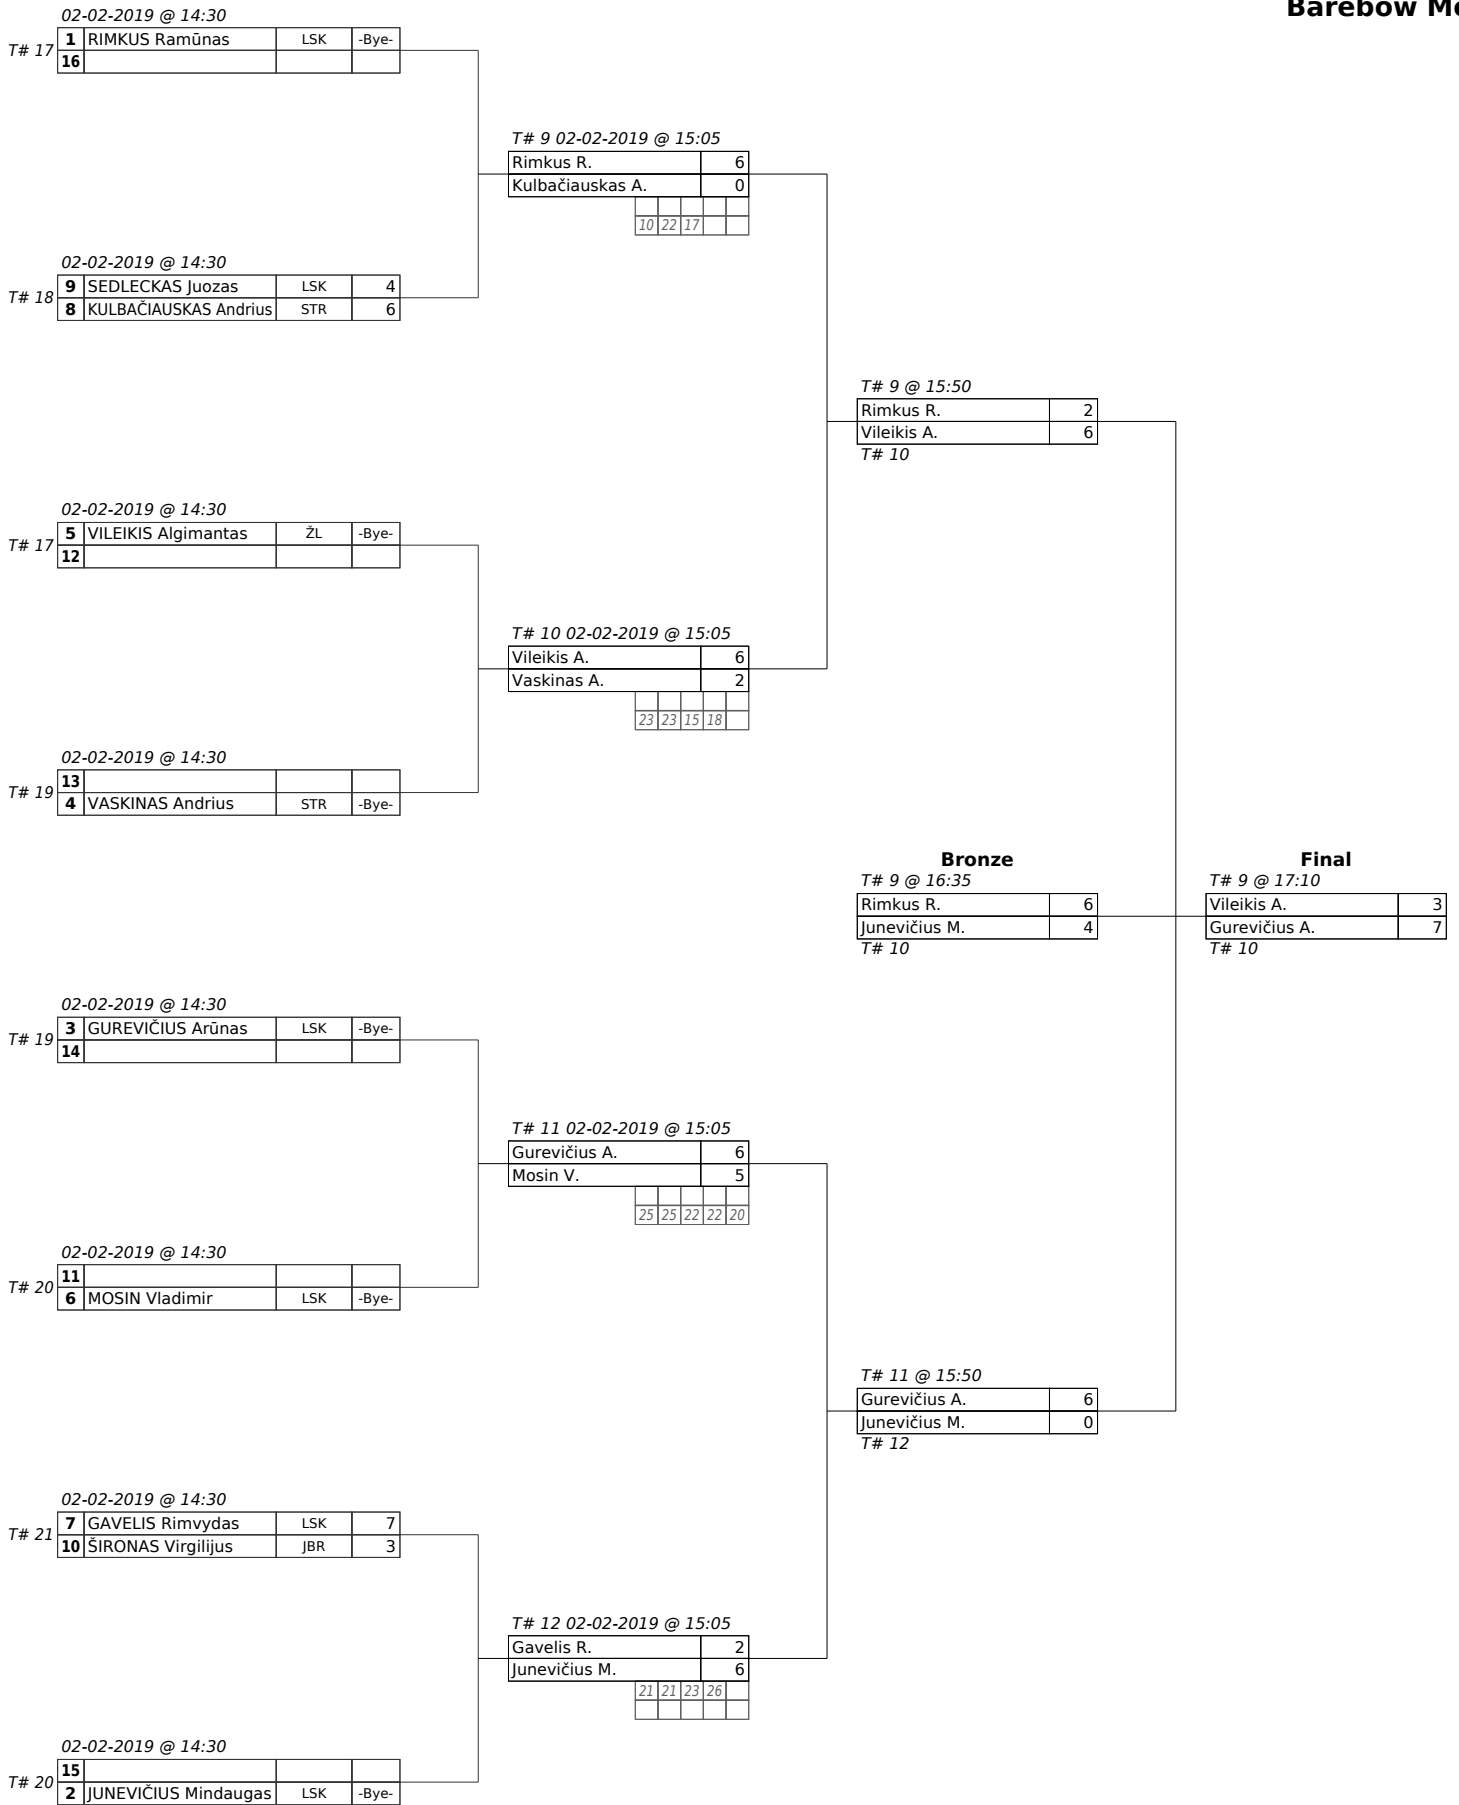 Barebow
02-02-2019 @ 14:30
T# 17
1 RIMKUS Ramūnas LSK -Bye-
16
T# 9 02-02-2019 @ 15:05
Rimkus R. 6
Kulbačiauskas A. 0
10 22 17
02-02-2019 @ 14:30
T# 18
9 SEDLECKAS Juozas LSK 4
8 KULBAČIAUSKAS Andrius STR 6
T# 9 @ 15:50
Rimkus R. 2
Vileikis A. 6
T# 10
02-02-2019 @ 14:30
T# 17
5 VILEIKIS Algimantas ŽL -Bye-
12
T# 10 02-02-2019 @ 15:05
Vileikis A. 6
Vaskinas A. 2
23 23 15 18
02-02-2019 @ 14:30
T# 19
13
4 VASKINAS Andrius STR -Bye-
Bronze
T# 9 @ 16:35
Rimkus R. 6
Junevičius M. 4
T# 10
Final
T# 9 @ 17:10
Vileikis A. 3
Gurevičius A. 7
T# 10
02-02-2019 @ 14:30
T# 19
3 GUREVIČIUS Arūnas LSK -Bye-
14
T# 11 02-02-2019 @ 15:05
Gurevičius A. 6
Mosin V. 5
25 25 22 22 20
02-02-2019 @ 14:30
T# 20
11
6 MOSIN Vladimir LSK -Bye-
T# 11 @ 15:50
Gurevičius A. 6
Junevičius M. 0
T# 12
02-02-2019 @ 14:30
T# 21
7 GAVELIS Rimvydas LSK 7
10 ŠIRONAS Virgilijus JBR 3
T# 12 02-02-2019 @ 15:05
Gavelis R. 2
Junevičius M. 6
21 21 23 26
02-02-2019 @ 14:30
T# 20
15
2 JUNEVIČIUS Mindaugas LSK -Bye-